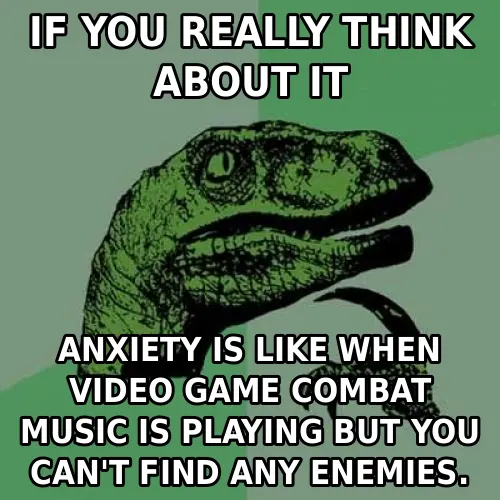 IF YOU REALLY THINK
ABOUT IT
ANXIETY IS LIKE WHEN
VIDEO GAME COMBAT
MUSIC IS PLAYING BUT YOU
CAN'T FIND ANY ENEMIES.